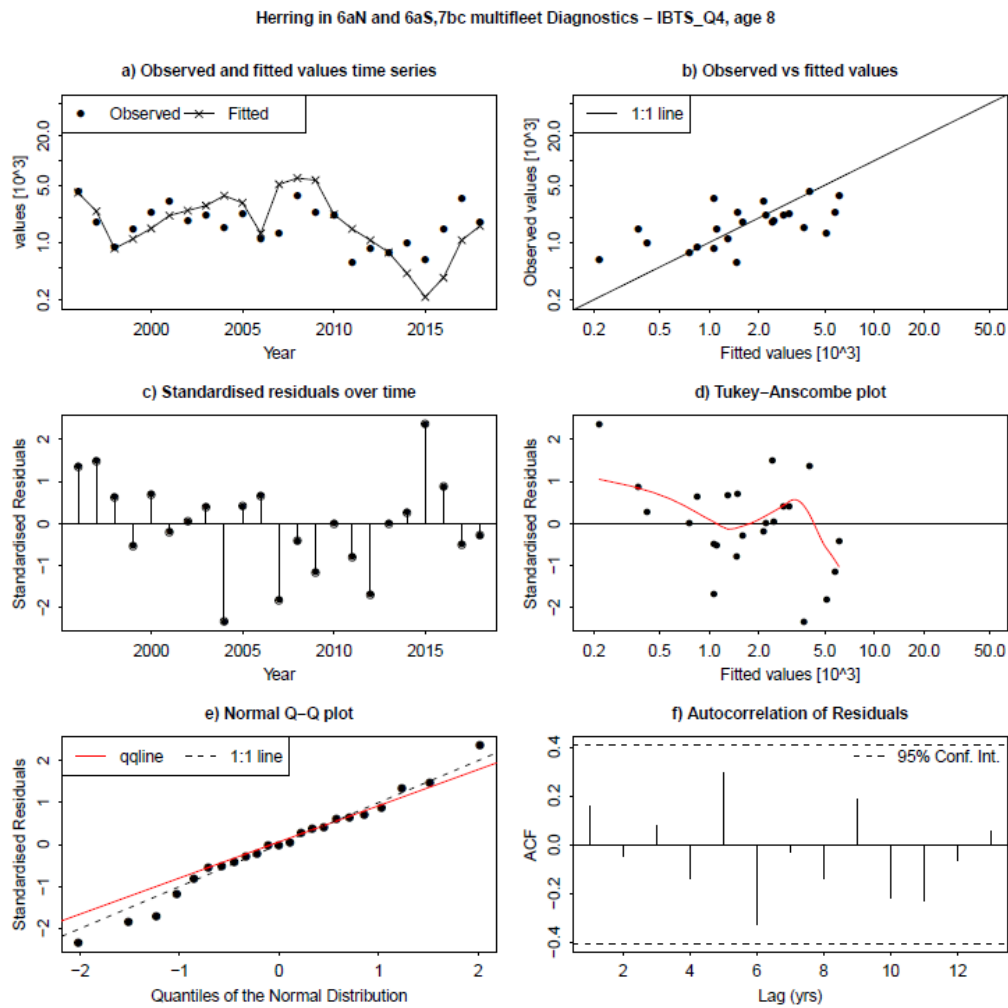 Herring in 6aN and 6aS,7bc multifleet Diagnostics − IBTS_Q4, age 8
a) Observed and fitted values time series
Observed Fitted
values [10^3]
20.0
5.0
1.0
0.2
2000 2005 2010 2015
Year
b) Observed vs fitted values
1:1 line
Observed values [10^3]
20.0
5.0
1.0
0.2
0.2 0.5 1.0 2.0 5.0 10.0 20.0 50.0
Fitted values [10^3]
c) Standardised residuals over time
Standardised Residuals
2
1
0
−1
−2
2000 2005 2010 2015
Year
d) Tukey−Anscombe plot
Standardised Residuals
2
1
0
−1
−2
0.2 0.5 1.0 2.0 5.0 10.0 20.0 50.0
Fitted values [10^3]
e) Normal Q−Q plot
qqline 1:1 line
Standardised Residuals
2
1
0
−1
−2
−2 −1 0 1 2
Quantiles of the Normal Distribution
f) Autocorrelation of Residuals
95% Conf. Int.
ACF
0.4
0.2
0.0
−0.2
−0.4
2 4 6 8 10 12
Lag (yrs)